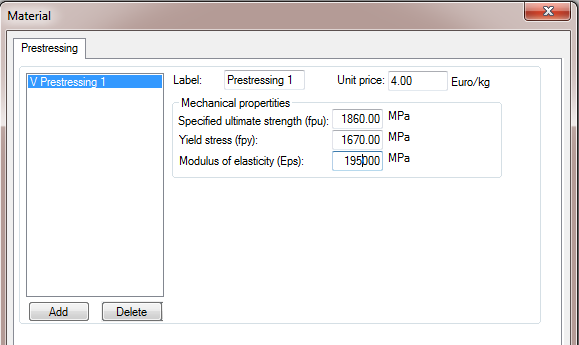 Material
Prestressing
V Prestressing 1
Label: Prestressing 1 Unit price: 4.00 Euro/kg
Mechanical propertities
Specified ultimate strength (fpu): 1860.00 MPa
Yield stress (fpy): 1670.00 MPa
Modulus of elasticity (Eps): 195000 MPa
Add Delete